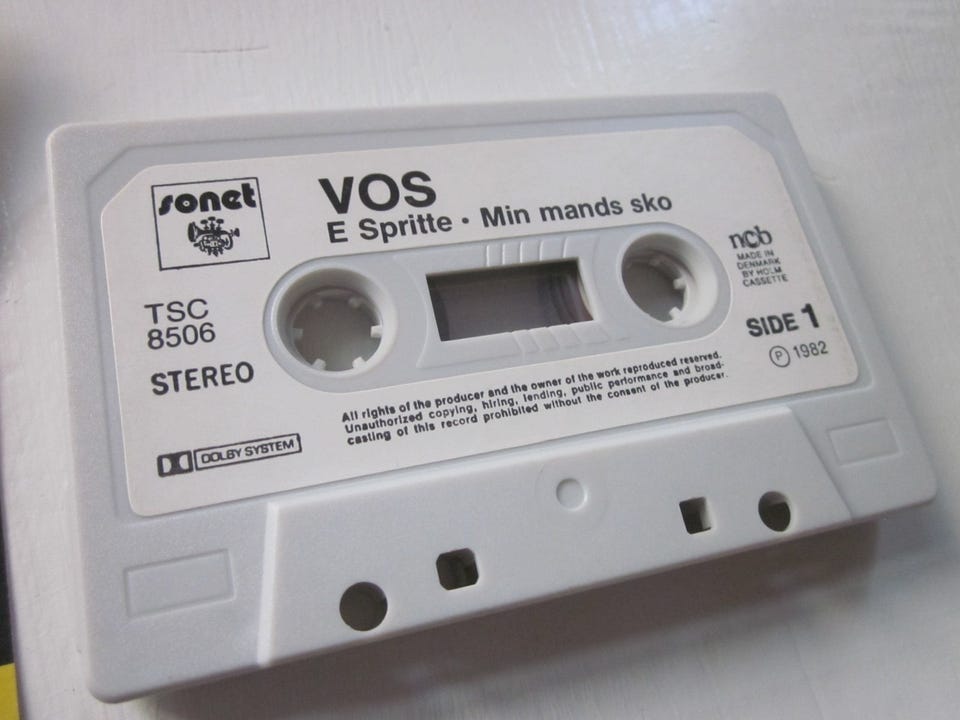 sonet
VOS
E Spritte • Min mands sko
TSC
8506
STEREO
ncb
MADE IN
DENMARK
BY HOLM
CASSETTE
SIDE 1
Ⓟ 1982
All rights of the producer and the owner of the work reproduced reserved.
Unauthorized copying, hiring, lending, public performance and broad-
casting of this record prohibited without the consent of the producer.
DOLBY SYSTEM